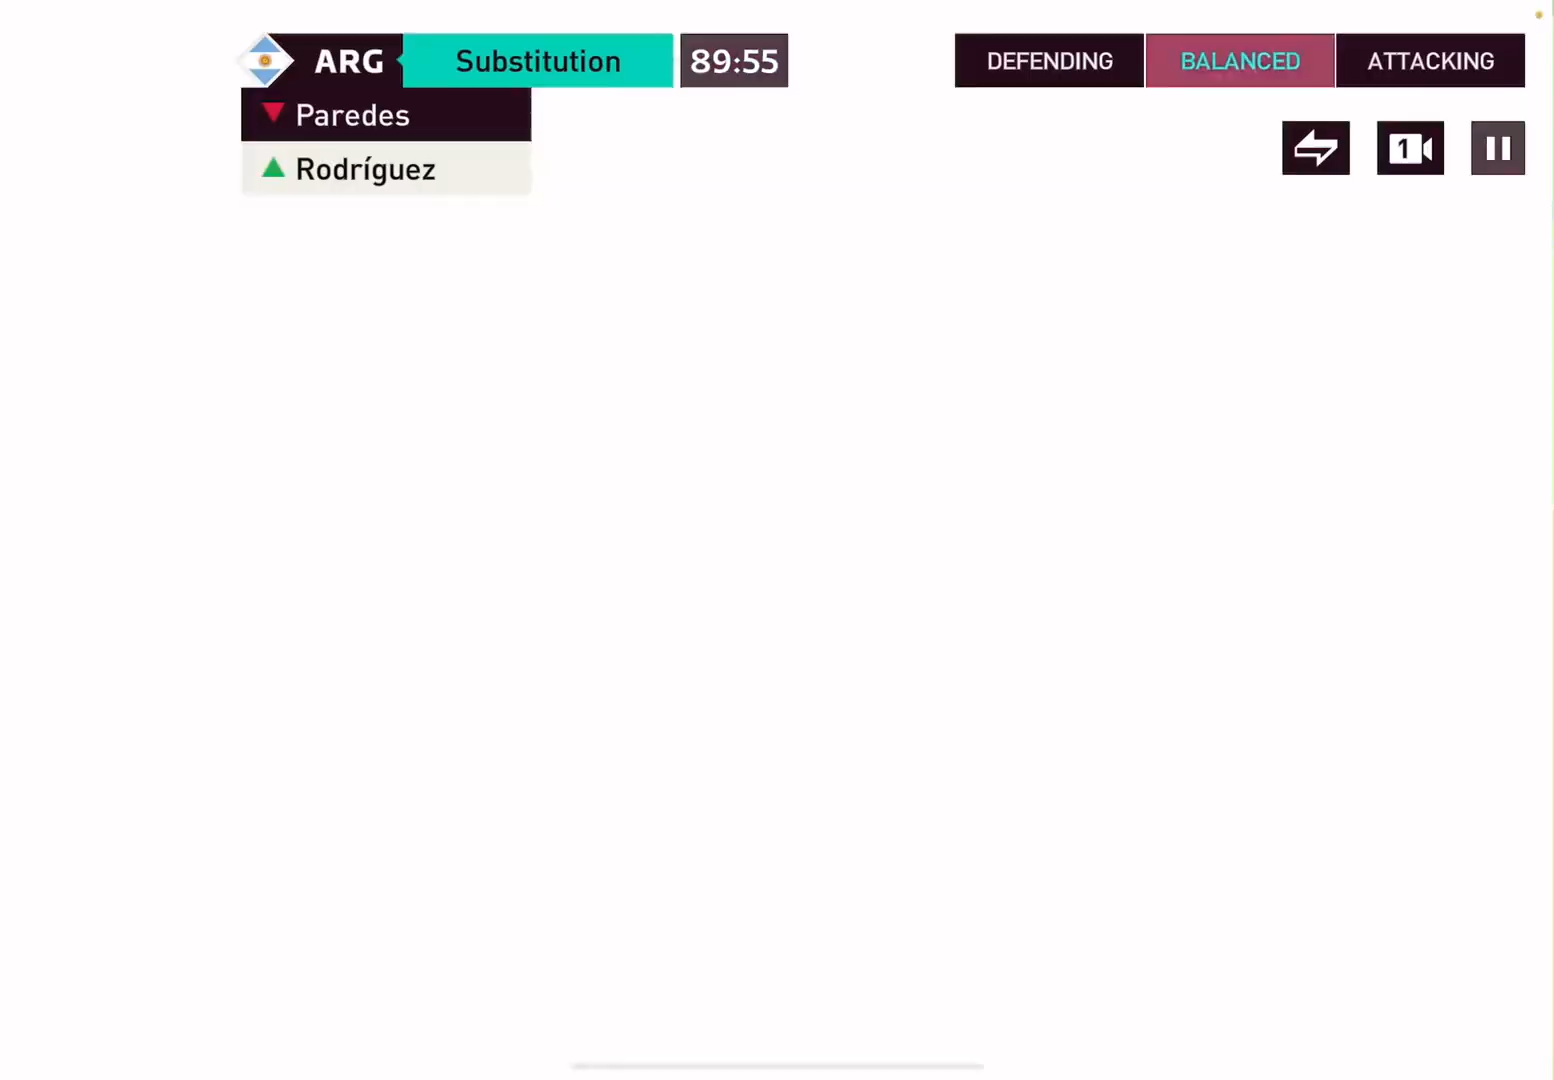 ARG Substitution 89:55 DEFENDING BALANCED ATTACKING
Paredes
1
Rodríguez